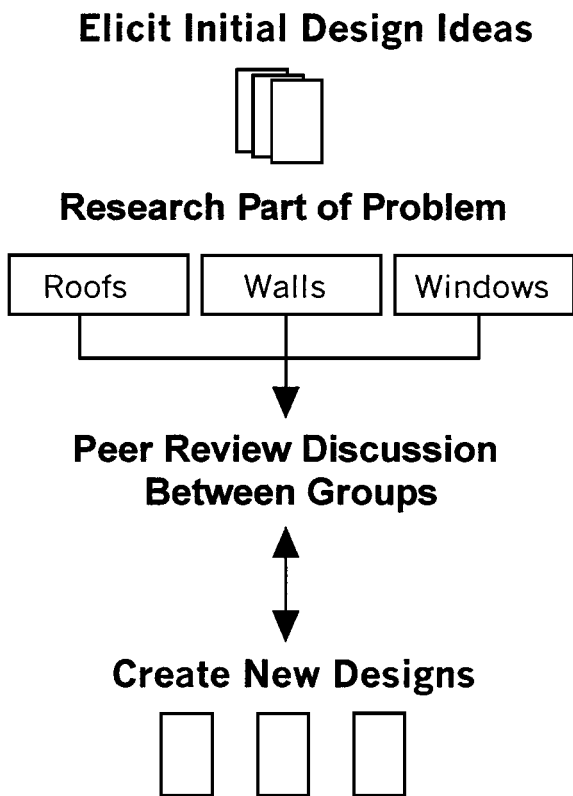 Elicit Initial Design Ideas
Research Part of Problem
Roofs
Walls
Windows
Peer Review Discussion
Between Groups
Create New Designs